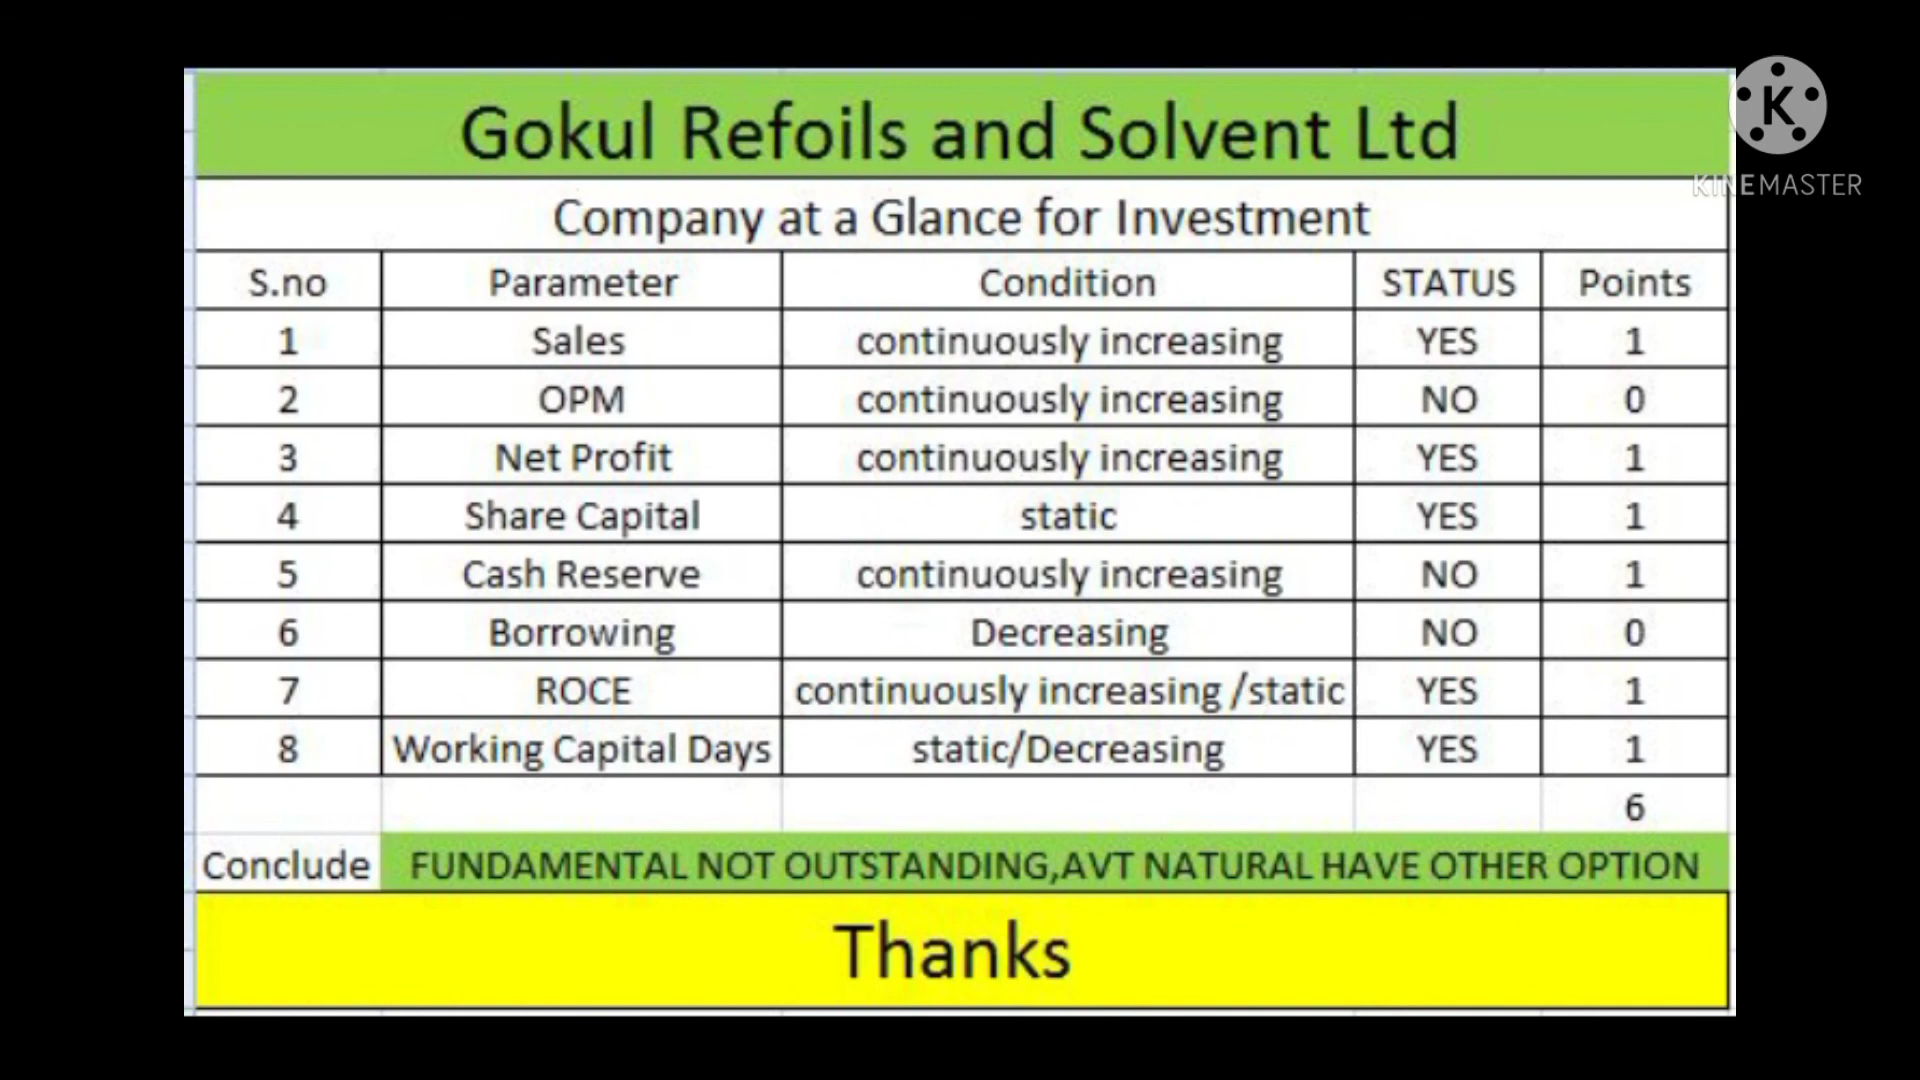 Gokul Refoils and Solvent Ltd
K
KINEMASTER
Company at a Glance for Investment
S.no Parameter Condition STATUS Points
1 Sales continuously increasing YES 1
2 OPM continuously increasing NO 0
3 Net Profit continuously increasing YES 1
4 Share Capital static YES 1
5 Cash Reserve continuously increasing NO 1
6 Borrowing Decreasing NO 0
7 ROCE continuously increasing /static YES 1
8 Working Capital Days static/Decreasing YES 1
6
Conclude FUNDAMENTAL NOT OUTSTANDING,AVT NATURAL HAVE OTHER OPTION
Thanks